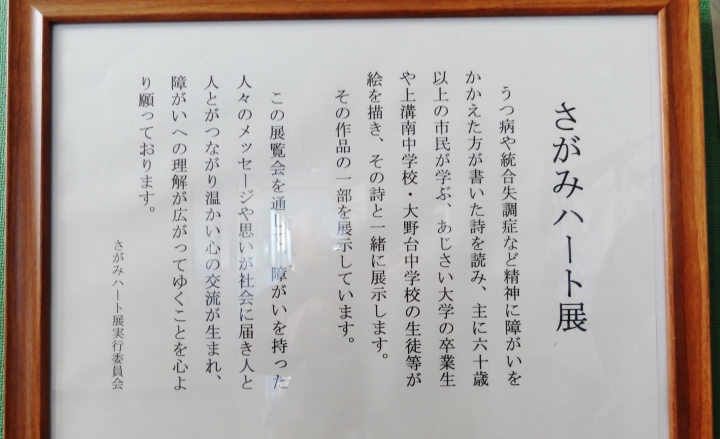 さがみハート展
うつ病や統合失調症など精神に障がいを
かかえた方が書いた詩を読み、主に六十歳
以上の市民が学ぶ、あじさい大学の卒業生
や上溝南中学校・大野台中学校の生徒等が
絵を描き、その詩と一緒に展示します。
その作品の一部を展示しています。
この展覧会を通し 障がいを持った
人々のメッセージや思いが社会に届き人と
人とがつながり温かい心の交流が生まれ、
障がいへの理解が広がってゆくことを心よ
り願っております。
さがみハート展実行委員会